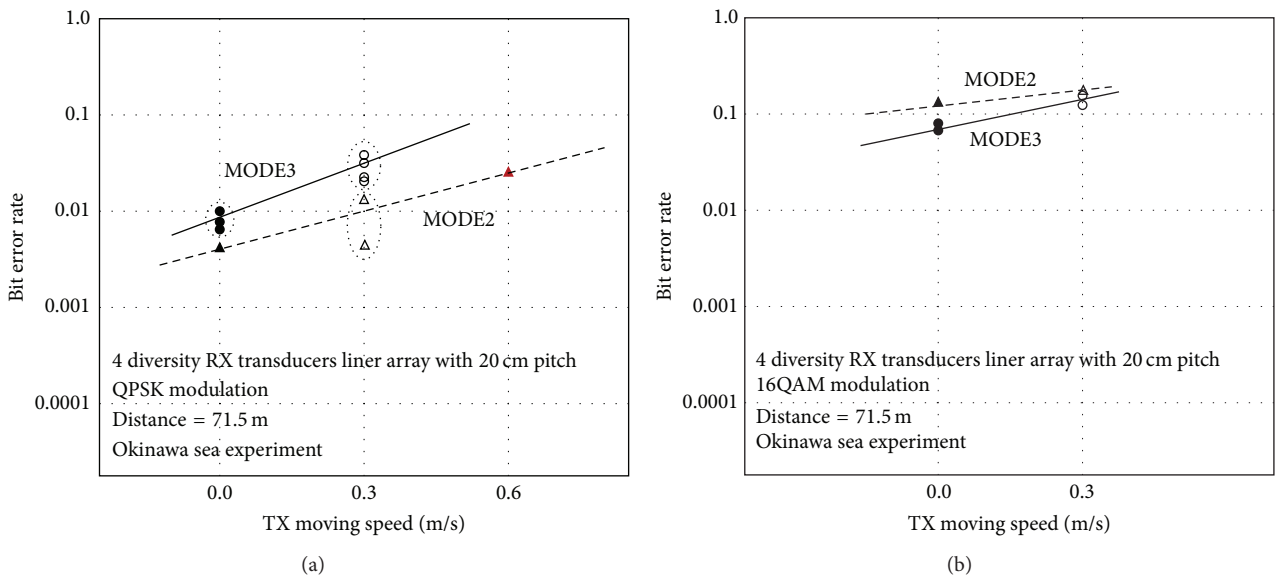 1.0
0.1
0.01
0.001
0.0001
Bit error rate
MODE3
MODE2
4 diversity RX transducers liner array with 20 cm pitch
QPSK modulation
Distance = 71.5 m
Okinawa sea experiment
0.0 0.3 0.6
TX moving speed (m/s)
(a)
1.0
0.1
0.01
0.001
0.0001
Bit error rate
MODE2
MODE3
4 diversity RX transducers liner array with 20 cm pitch
16QAM modulation
Distance = 71.5 m
Okinawa sea experiment
0.0 0.3
TX moving speed (m/s)
(b)